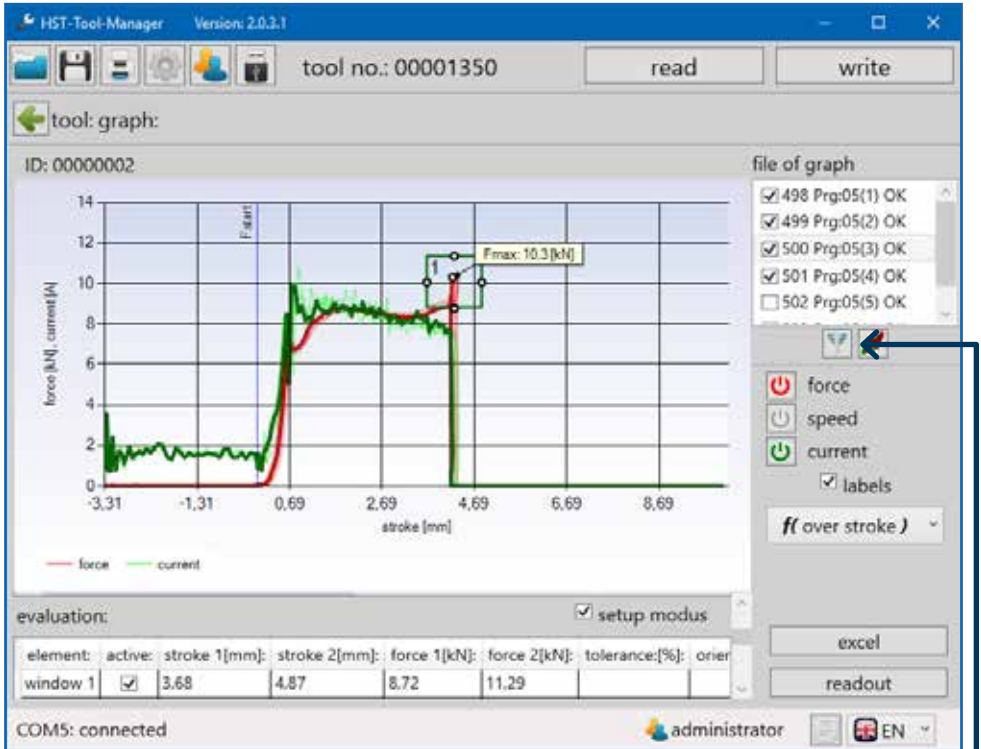 HST-Tool-Manager Version: 2.0.3.1
tool no.: 00001350 read write
tool: graph:
ID: 00000002 file of graph
498 Prg:05(1) OK
499 Prg:05(2) OK
500 Prg:05(3) OK
501 Prg:05(4) OK
502 Prg:05(5) OK
force [kN], current [A]
14
12
10
8
6
4
2
0
Fstart
1
Fmax: 10.3[kN]
-3,31 -1,31 0,69 2,69 4,69 6,69 8,69
stroke [mm]
force current
force
speed
current
labels
f( over stroke )
evaluation: setup modus
element: active: stroke 1[mm]: stroke 2[mm]: force 1[kN]: force 2[kN]: tolerance:[%]: orier
window 1 3.68 4.87 8.72 11.29
excel
readout
COM5: connected administrator EN